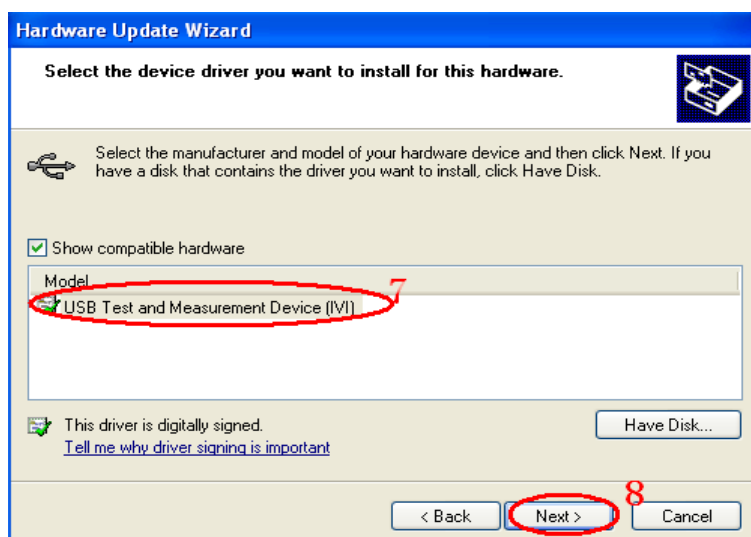 Hardware Update Wizard
Select the device driver you want to install for this hardware.
Select the manufacturer and model of your hardware device and then click Next. If you
have a disk that contains the driver you want to install, click Have Disk.
Show compatible hardware
Model
7
USB Test and Measurement Device (IVI)
This driver is digitally signed.
Have Disk...
Tell me why driver signing is important
8
< Back
Next >
Cancel